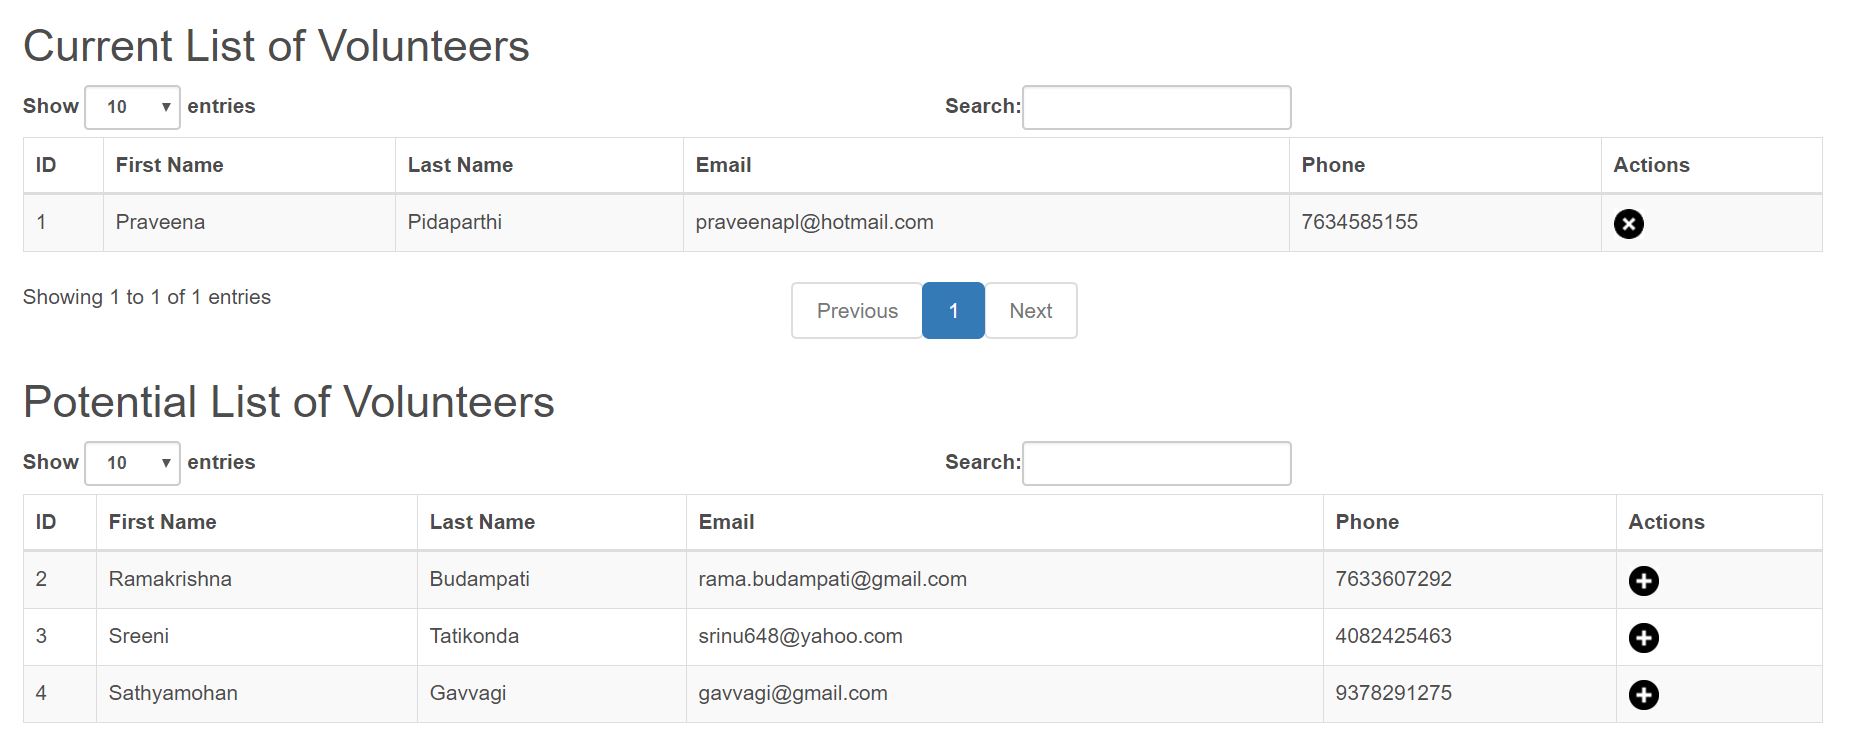 Current List of Volunteers
Show 10 entries Search:
ID First Name Last Name Email Phone Actions
1 Praveena Pidaparthi praveenapl@hotmail.com 7634585155
Showing 1 to 1 of 1 entries
Previous 1 Next
Potential List of Volunteers
Show 10 entries Search:
ID First Name Last Name Email Phone Actions
2 Ramakrishna Budampati rama.budampati@gmail.com 7633607292
3 Sreeni Tatikonda srinu648@yahoo.com 4082425463
4 Sathyamohan Gavvagi gavvagi@gmail.com 9378291275